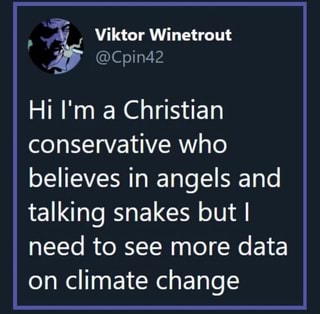 Viktor Winetrout
@Cpin42
Hi I'm a Christian
conservative who
believes in angels and
talking snakes but I
need to see more data
on climate change